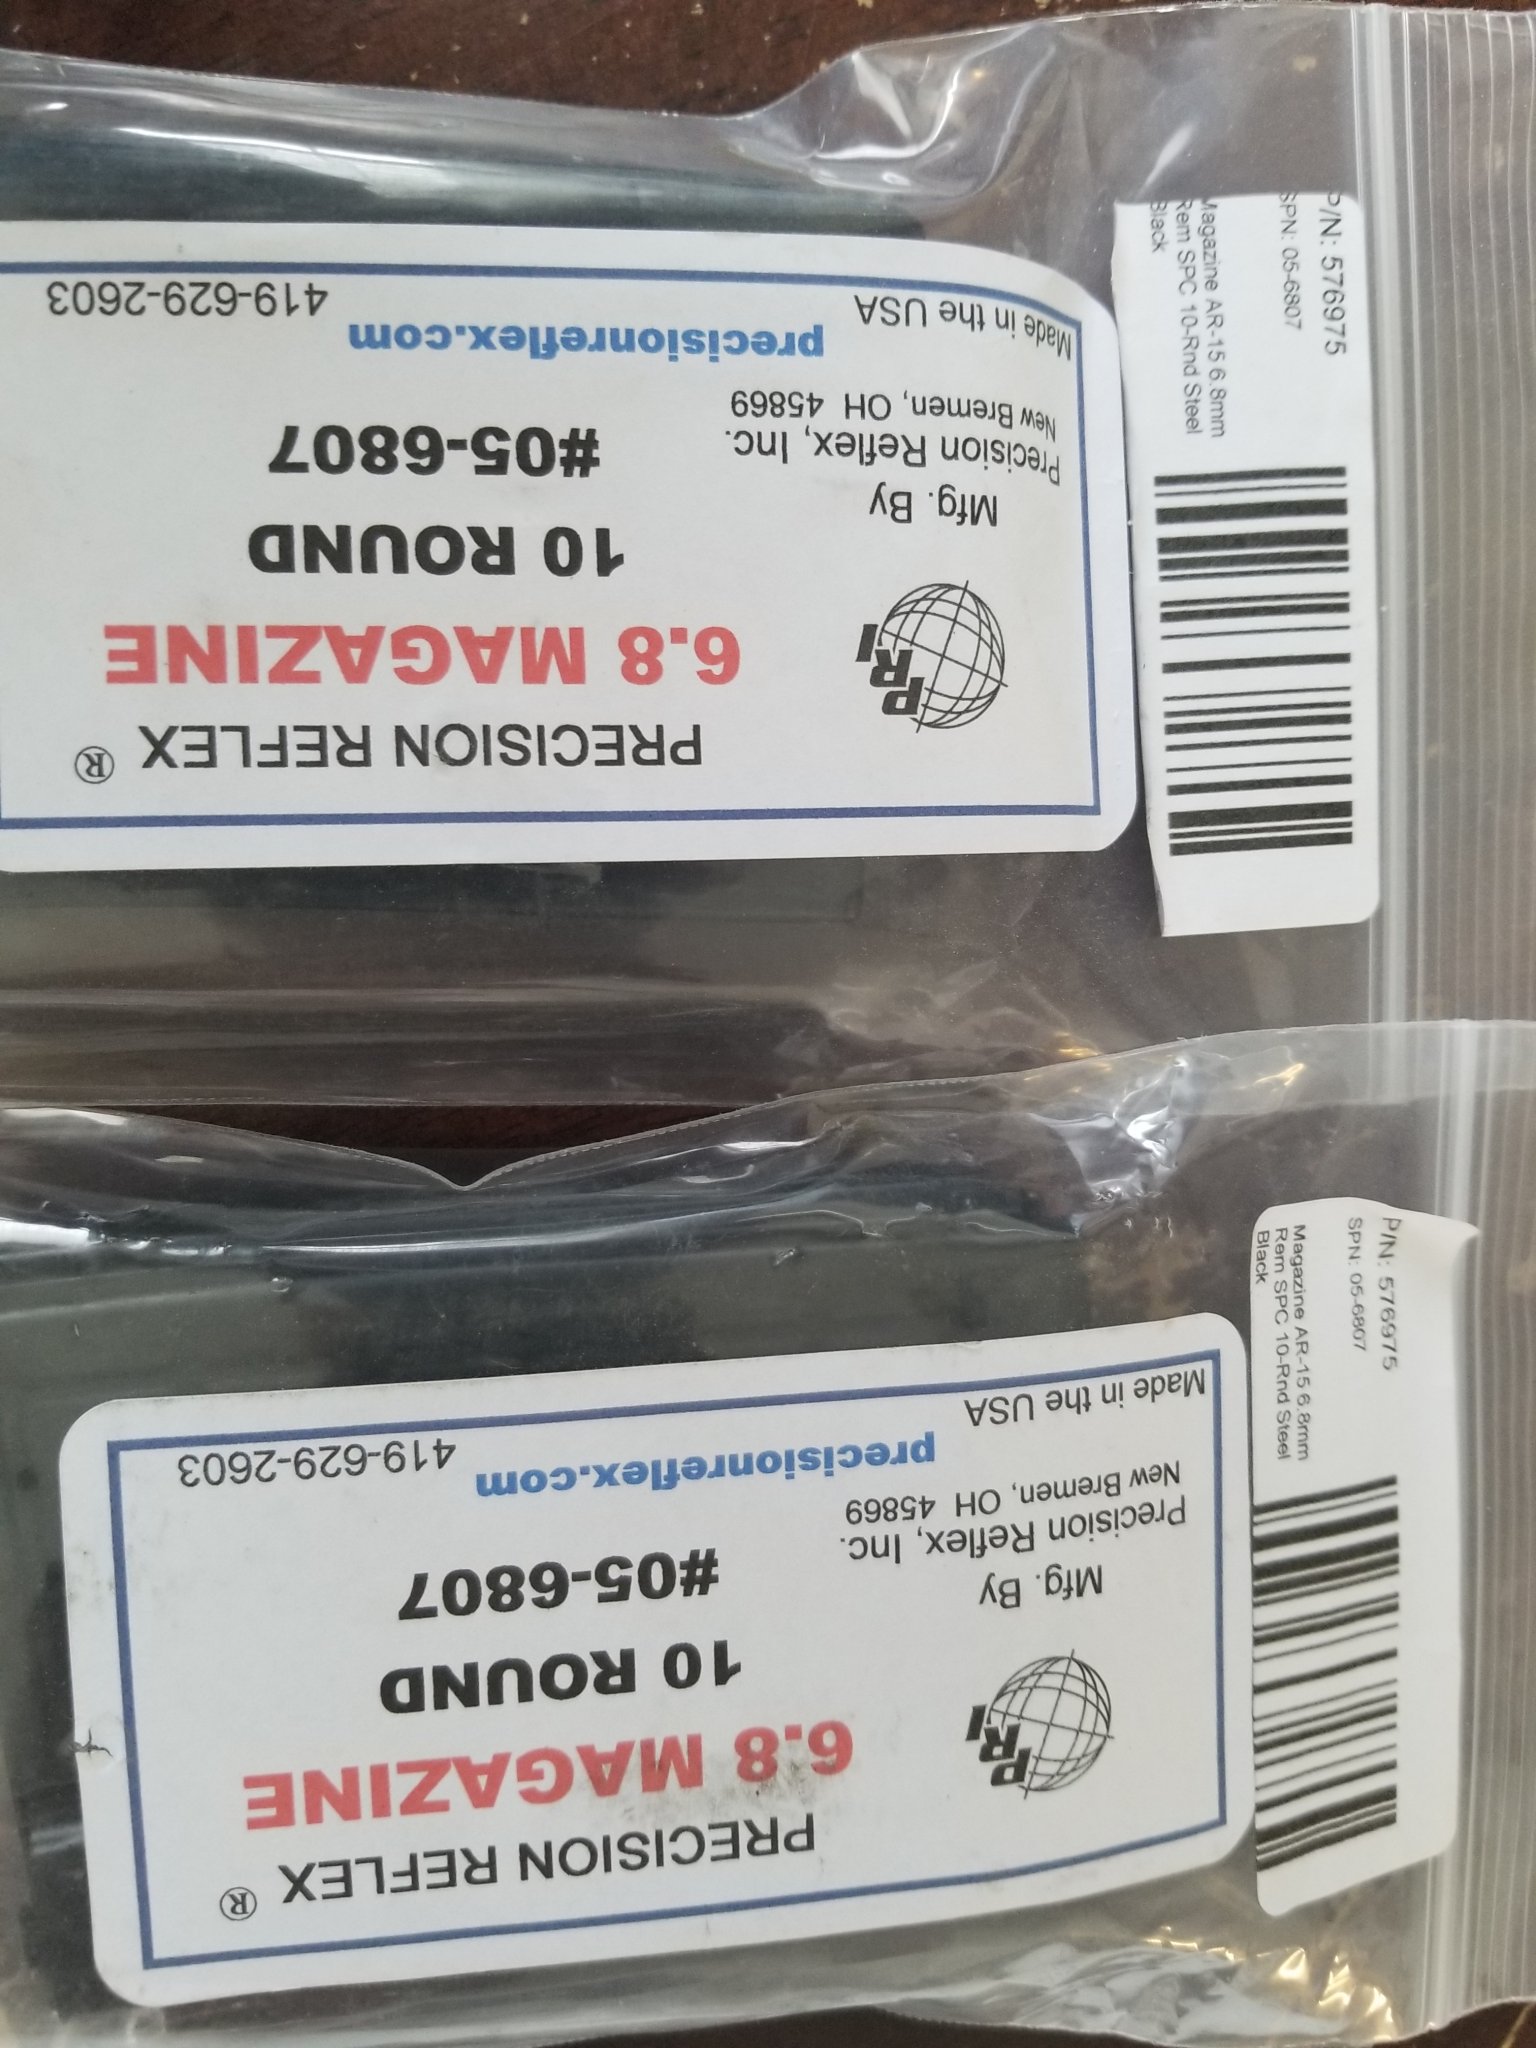 PRECISION REFLEX ®
6.8 MAGAZINE
10 ROUND
#05-6807
PRI
Mfg. By
Precision Reflex, Inc.
New Bremen, OH 45869
precisionreflex.com
Made in the USA
419-629-2603
P/N: 576975
SPN: 05-6807
Magazine AR-15 6.8mm
Rem SPC 10-Rnd Steel
Black
PRECISION REFLEX ®
6.8 MAGAZINE
10 ROUND
#05-6807
PRI
Mfg. By
Precision Reflex, Inc.
New Bremen, OH 45869
precisionreflex.com
Made in the USA
419-629-2603
P/N: 576975
SPN: 05-6807
Magazine AR-15 6.8mm
Rem SPC 10-Rnd Steel
Black